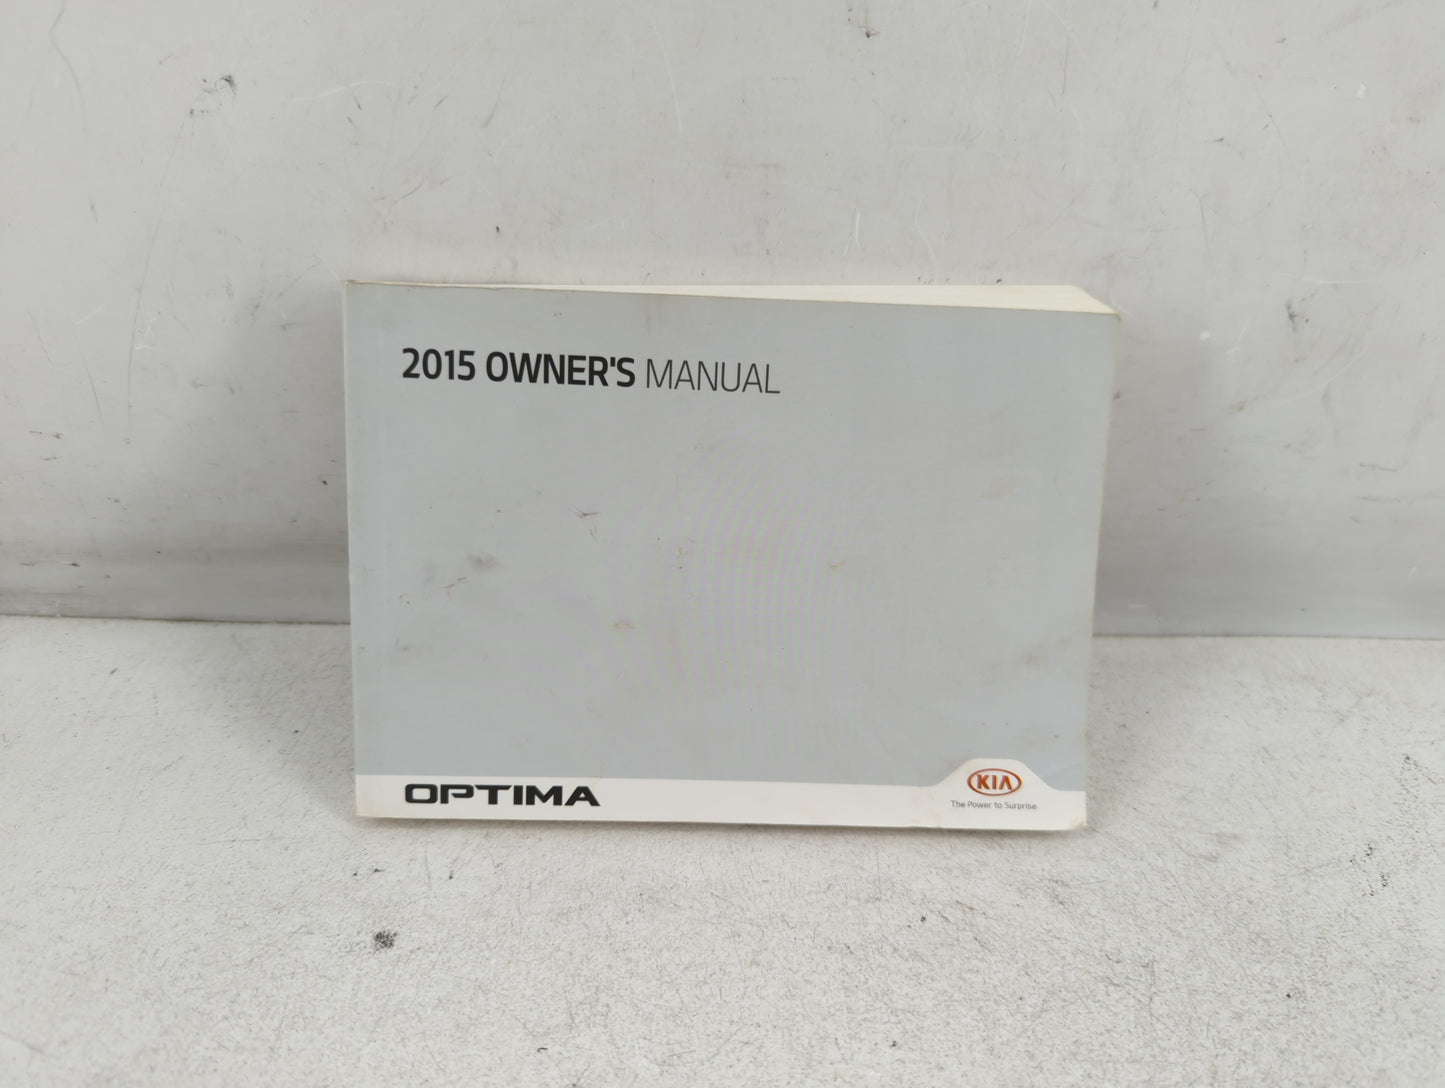 2015 OWNER'S MANUAL
OPTIMA
KIA
The Power to Surprise